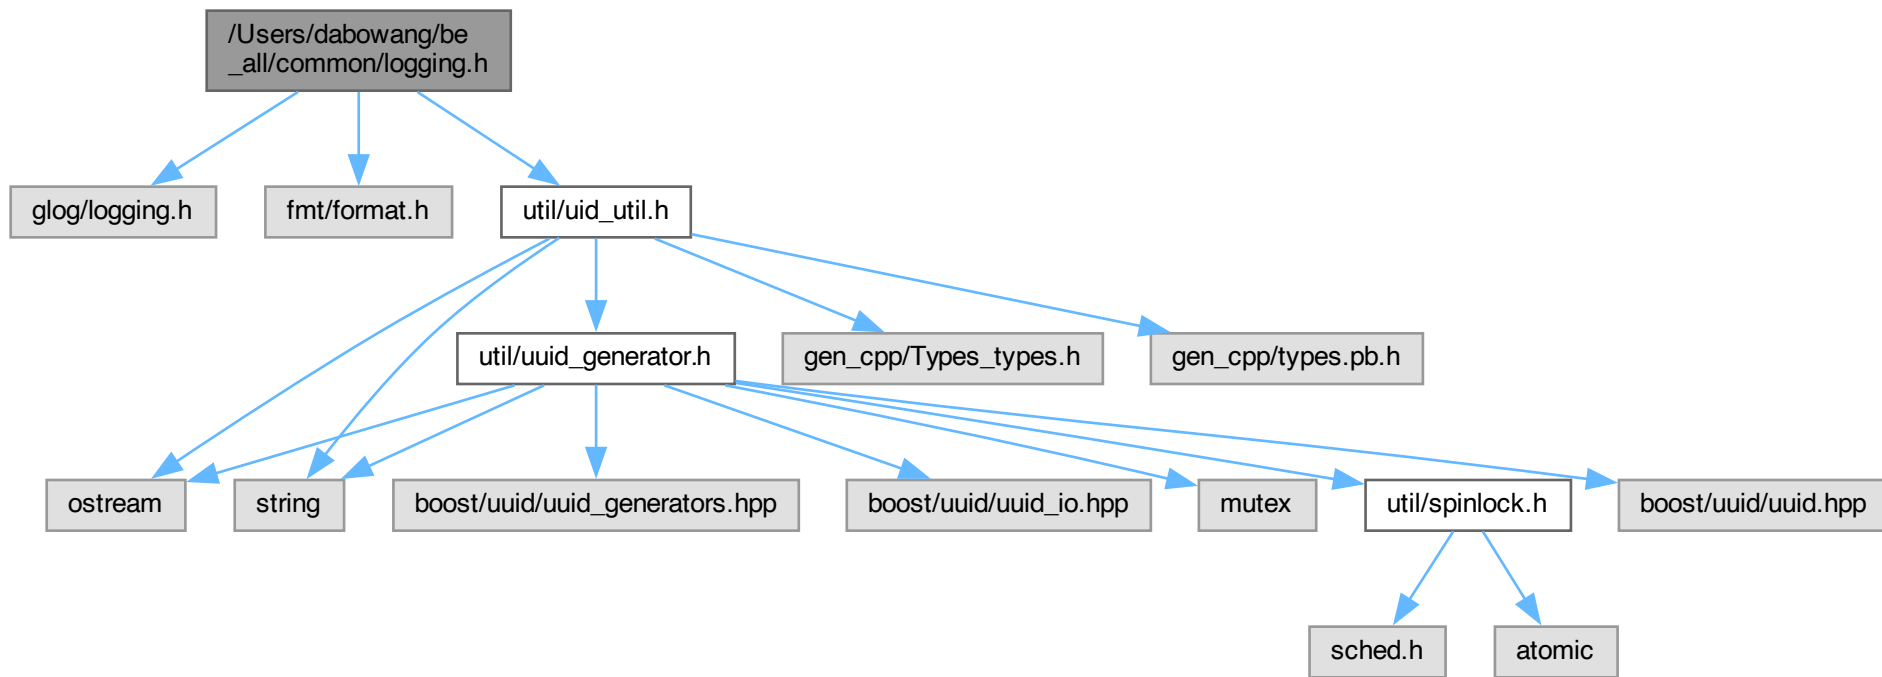 /Users/dabowang/be
_all/common/logging.h
glog/logging.h
fmt/format.h
util/uid_util.h
util/uuid_generator.h
gen_cpp/Types_types.h
gen_cpp/types.pb.h
ostream
string
boost/uuid/uuid_generators.hpp
boost/uuid/uuid_io.hpp
mutex
util/spinlock.h
boost/uuid/uuid.hpp
sched.h
atomic